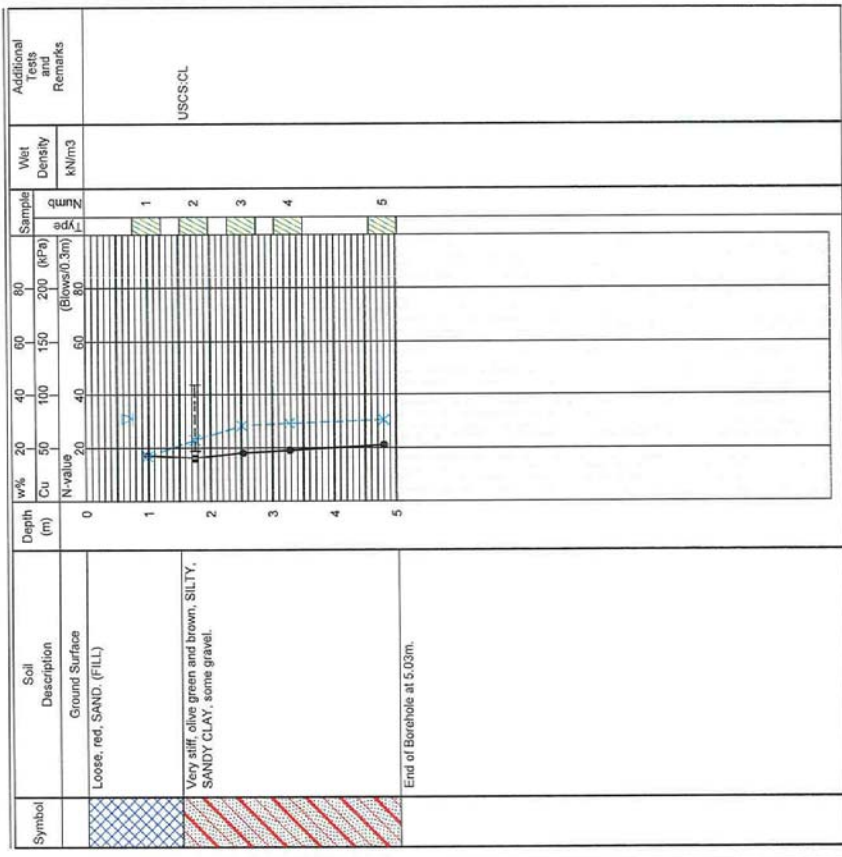 Symbol
Soil
Description
Depth
(m)
w% 20 40 60 80
Cu 50 100 150 200 (kPa)
N-value 20 40 60 80 (Blows/0.3m)
Sample
Type
Numb
Wet
Density
kN/m3
Additional
Tests
and
Remarks
Ground Surface
0
Loose, red, SAND. (FILL)
1
1
Very stiff, olive green and brown, SILTY,
SANDY CLAY, some gravel.
2
2
USCS:CL
3
3
4
4
5
5
End of Borehole at 5.03m.